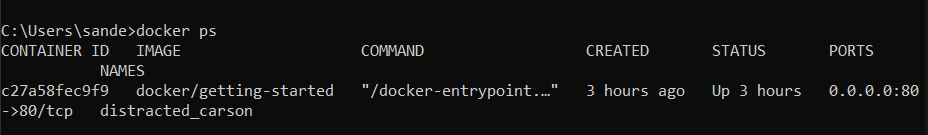 C:\Users\sande>docker ps
CONTAINER ID   IMAGE                    COMMAND                  CREATED       STATUS       PORTS
          NAMES
c27a58fec9f9   docker/getting-started   "/docker-entrypoint.…"   3 hours ago   Up 3 hours   0.0.0.0:80
->80/tcp   distracted_carson